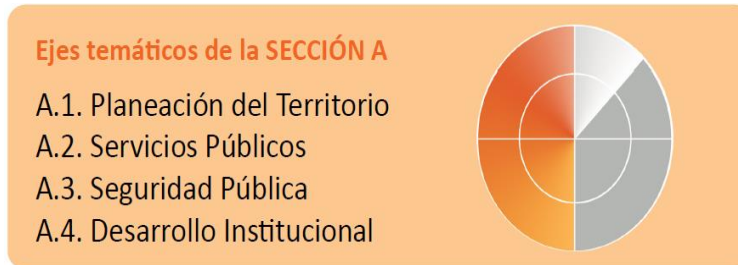 Ejes temáticos de la SECCIÓN A
A.1. Planeación del Territorio
A.2. Servicios Públicos
A.3. Seguridad Pública
A.4. Desarrollo Institucional